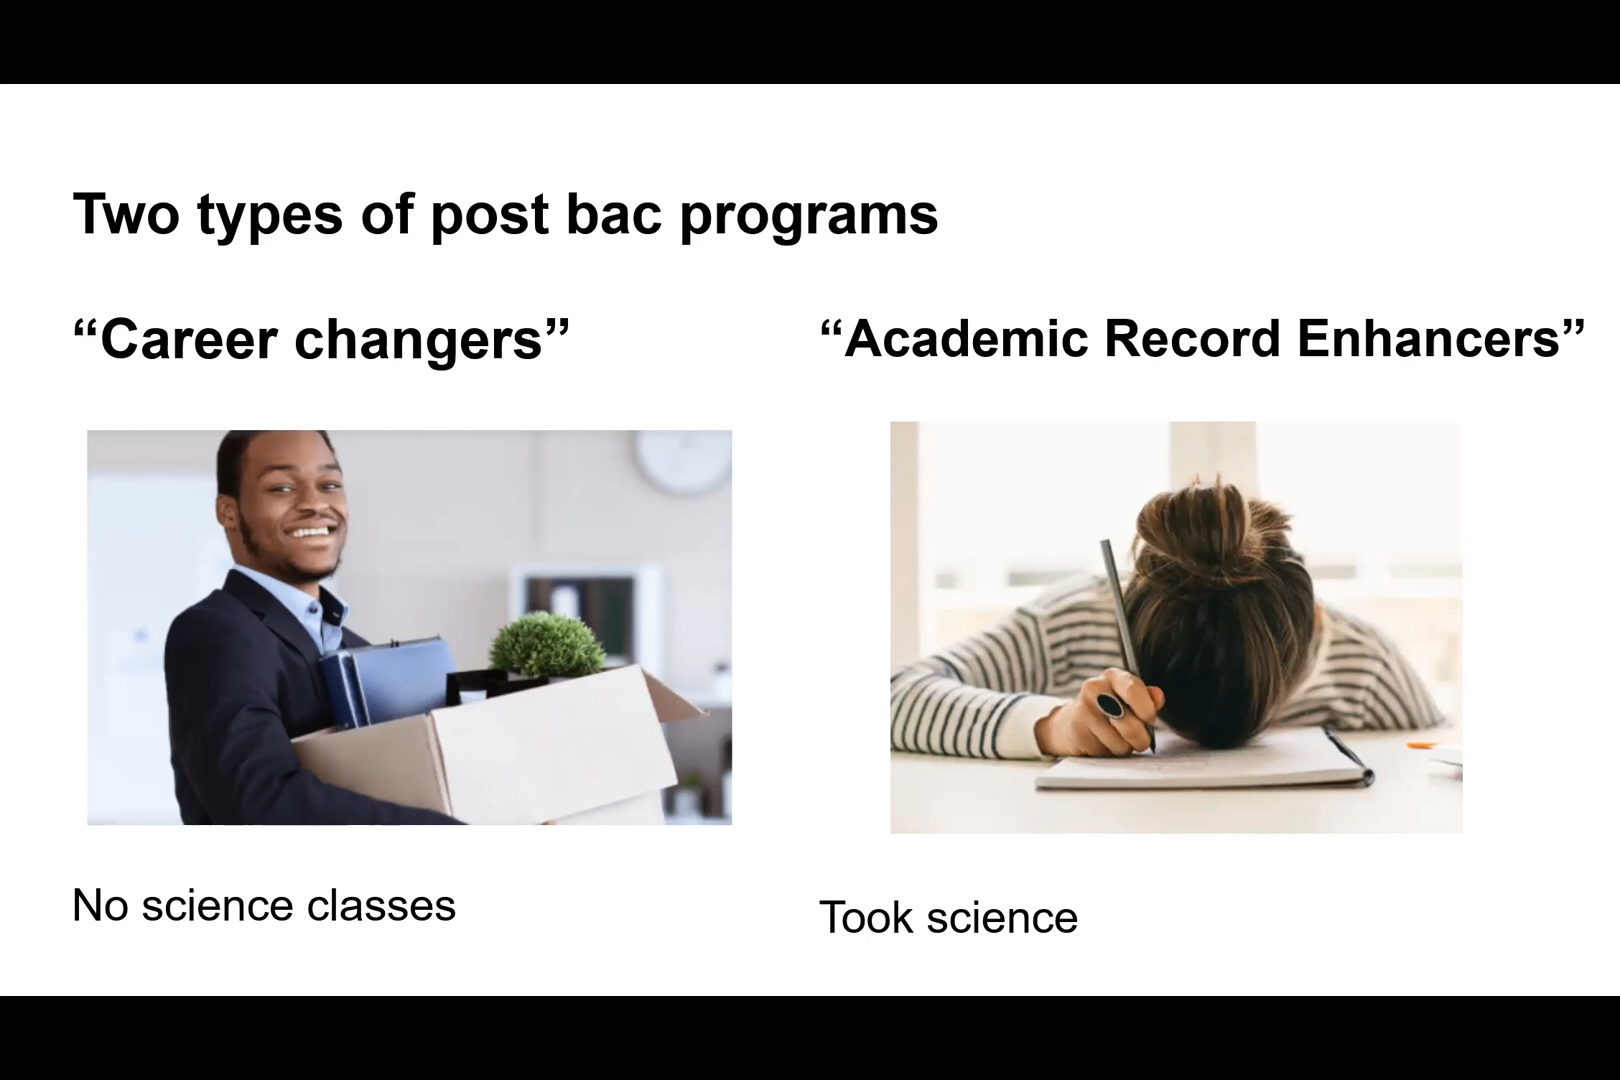 Two types of post bac programs
“Career changers”
“Academic Record Enhancers”
No science classes
Took science